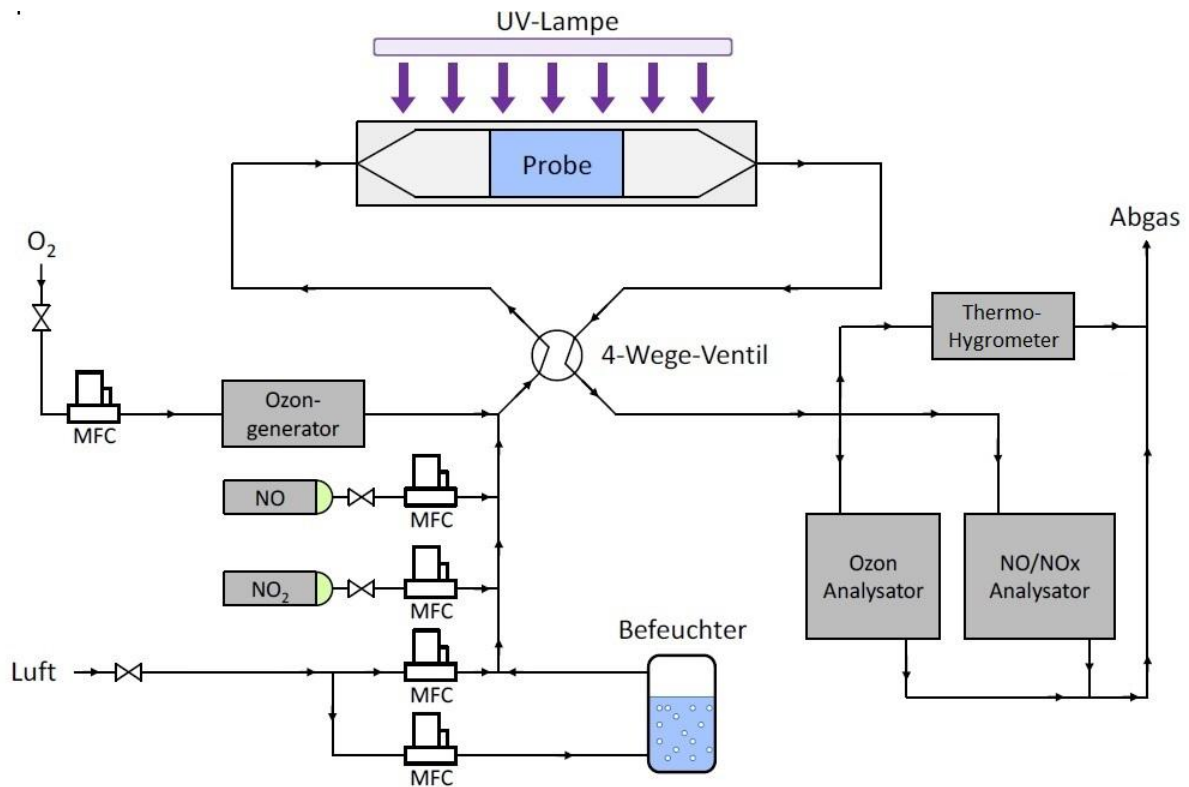 UV-Lampe
Probe
O₂
Abgas
Thermo-
Hygrometer
4-Wege-Ventil
Ozon-
generator
MFC
NO
MFC
Ozon
Analysator
NO/NOx
Analysator
NO₂
MFC
Befeuchter
Luft
MFC
MFC